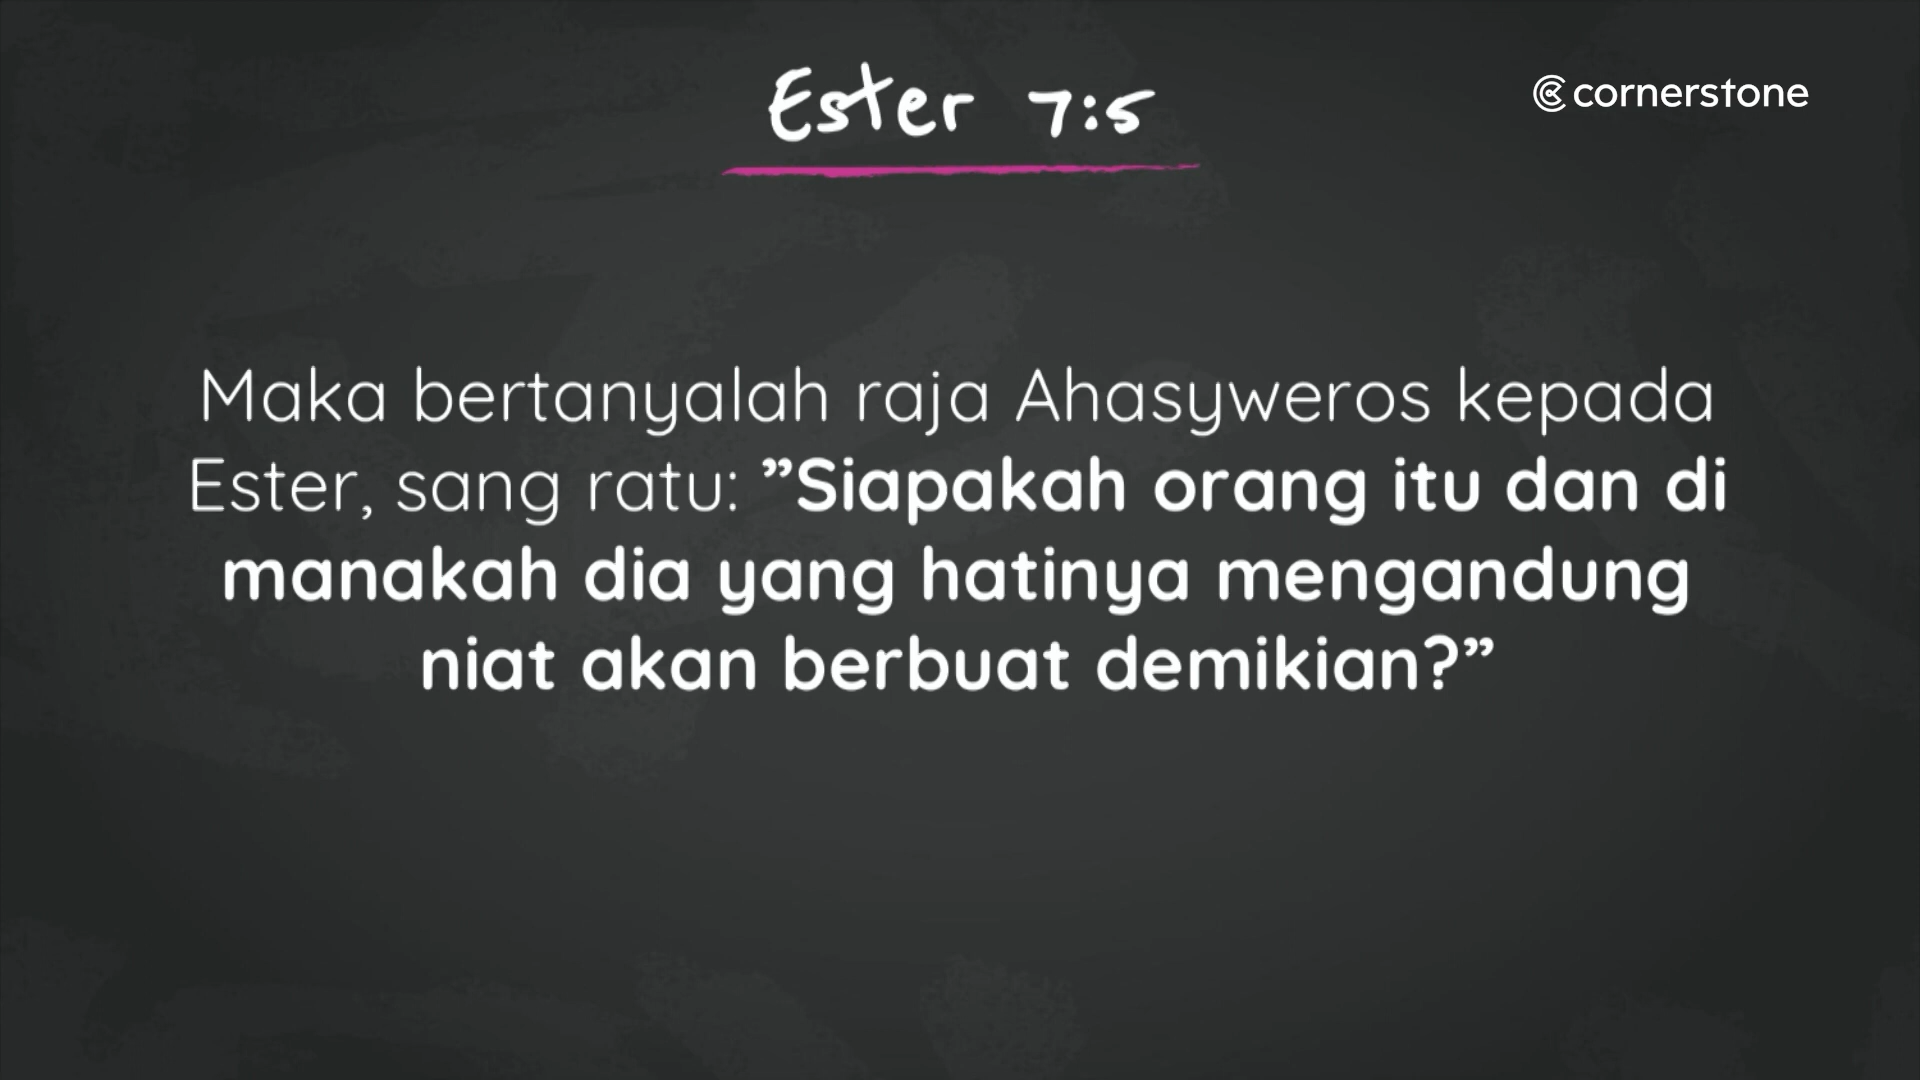 Ester 7:5
cornerstone
Maka bertanyalah raja Ahasyweros kepada
Ester, sang ratu: ”Siapakah orang itu dan di
manakah dia yang hatinya mengandung
niat akan berbuat demikian?”